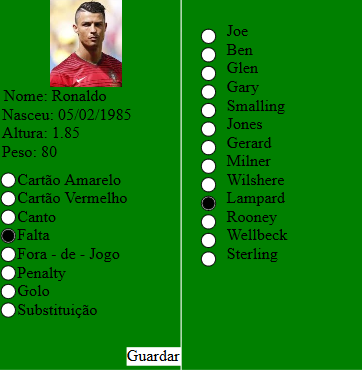 Nome: Ronaldo
Nasceu: 05/02/1985
Altura: 1.85
Peso: 80
Cartão Amarelo
Cartão Vermelho
Canto
Falta
Fora - de - Jogo
Penalty
Golo
Substituição
Guardar
Joe
Ben
Glen
Gary
Smalling
Jones
Gerard
Milner
Wilshere
Lampard
Rooney
Wellbeck
Sterling